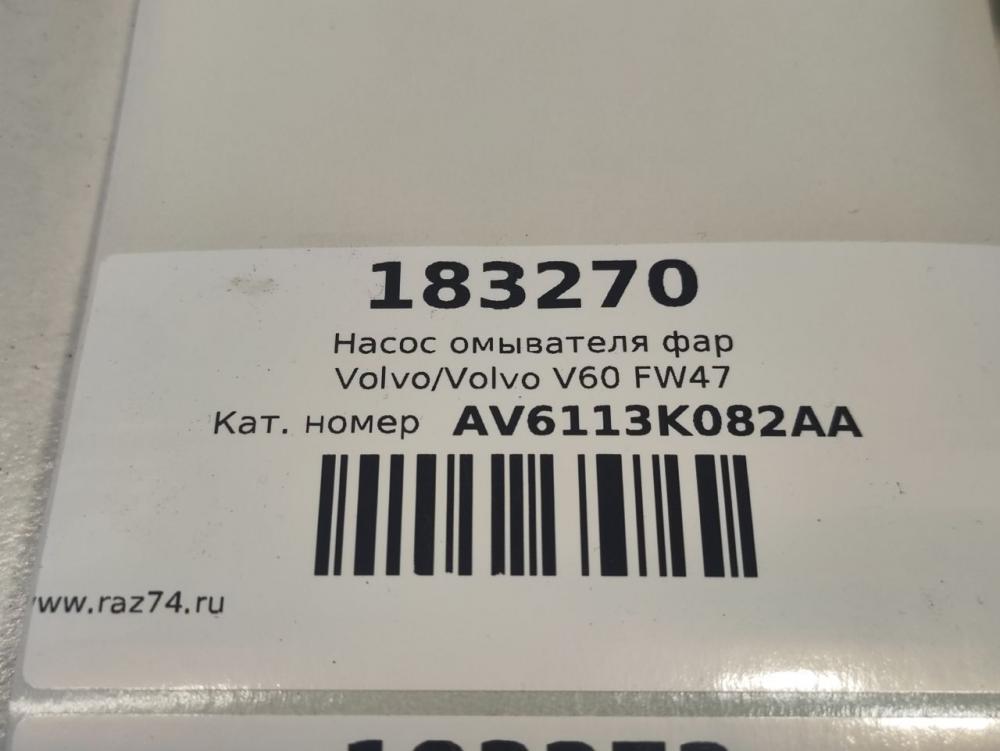 183270
Насос омывателя фар
Volvo/Volvo V60 FW47
Кат. номер AV6113K082AA
www.raz74.ru